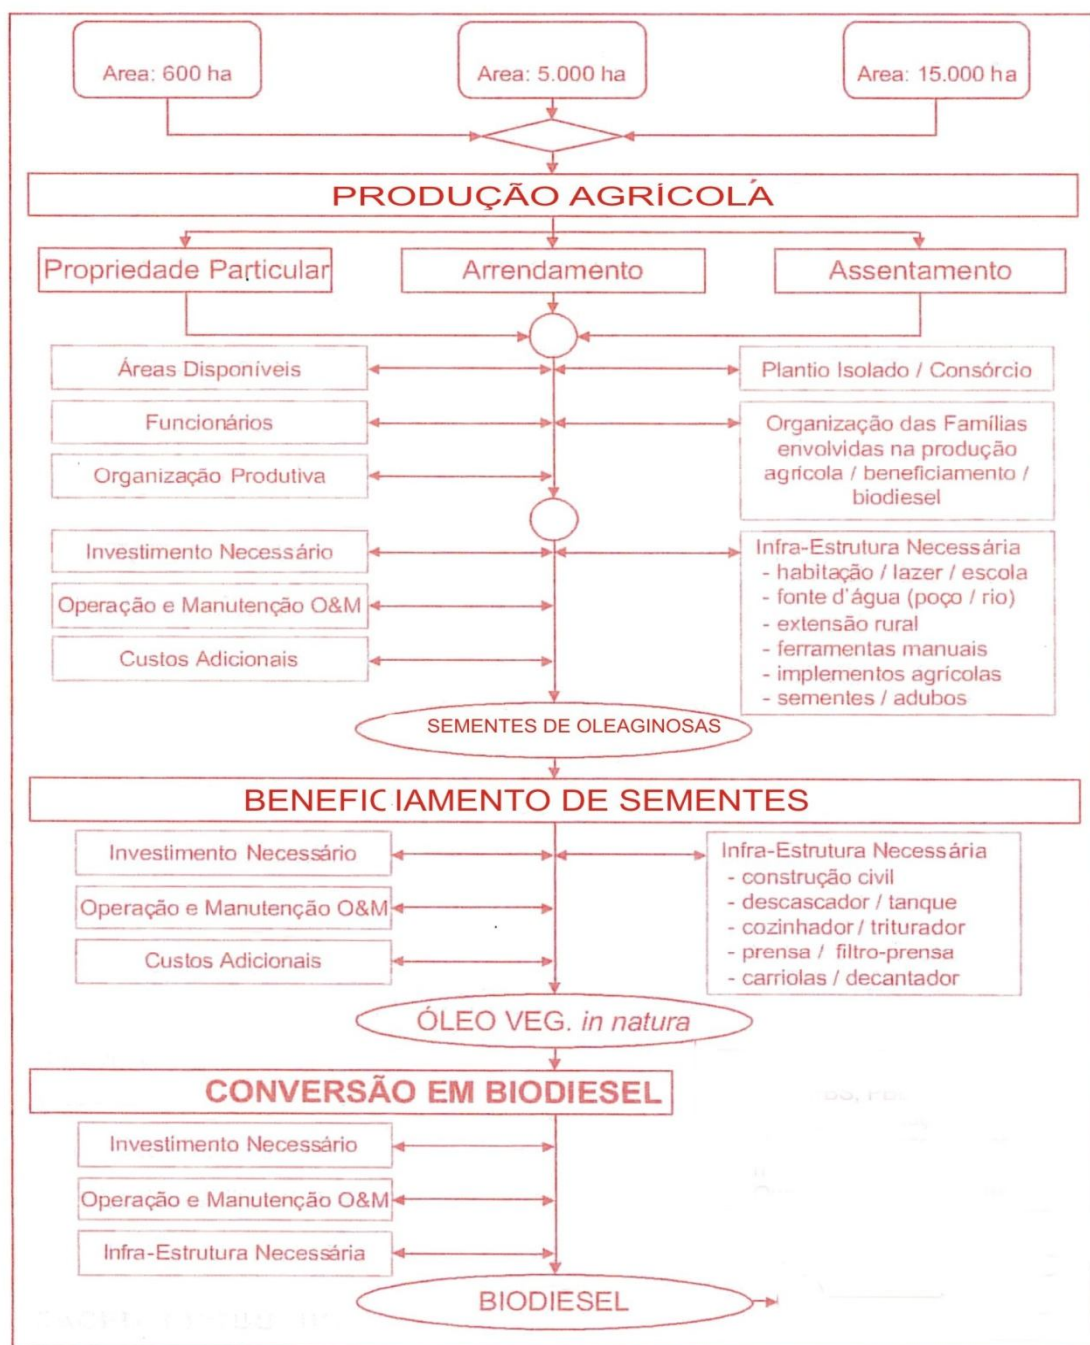 Area: 600 ha
Area: 5.000 ha
Area: 15.000 ha
PRODUÇÃO AGRÍCOLA
Propriedade Particular
Arrendamento
Assentamento
Áreas Disponíveis
Plantio Isolado / Consórcio
Funcionários
Organização das Famílias
envolvidas na produção
agrícola / beneficiamento /
biodiesel
Organização Produtiva
Investimento Necessário
Operação e Manutenção O&M
Custos Adicionais
Infra-Estrutura Necessária
- habitação / lazer / escola
- fonte d'água (poço / rio)
- extensão rural
- ferramentas manuais
- implementos agrícolas
- sementes / adubos
SEMENTES DE OLEAGINOSAS
BENEFICIAMENTO DE SEMENTES
Investimento Necessário
Operação e Manutenção O&M
Custos Adicionais
Infra-Estrutura Necessária
- construção civil
- descascador / tanque
- cozinhador / triturador
- prensa / filtro-prensa
- carriolas / decantador
ÓLEO VEG. in natura
CONVERSÃO EM BIODIESEL
Investimento Necessário
Operação e Manutenção O&M
Infra-Estrutura Necessária
BIODIESEL